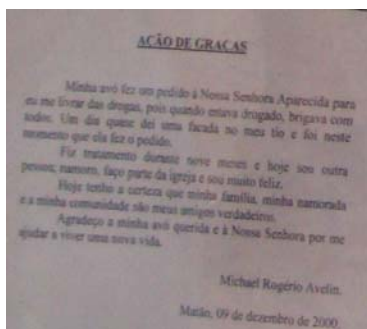 AÇÃO DE GRAÇAS
Minha avó fez um pedido à Nossa Senhora Aparecida para
eu me livrar das drogas, pois quando estava drogado, brigava com
todos. Um dia quase dei uma facada no meu tio e foi neste
momento que ela fez o pedido.
Fiz tratamento durante nove meses e hoje sou outra
pessoa; namoro, faço parte da igreja e sou muito feliz.
Hoje tenho a certeza que minha família, minha namorada
e a minha comunidade são meus amigos verdadeiros.
Agradeço a minha avó querida e à Nossa Senhora por me
ajudar a viver uma nova vida.
Michael Rogério Avelin.
Matão, 09 de dezembro de 2000